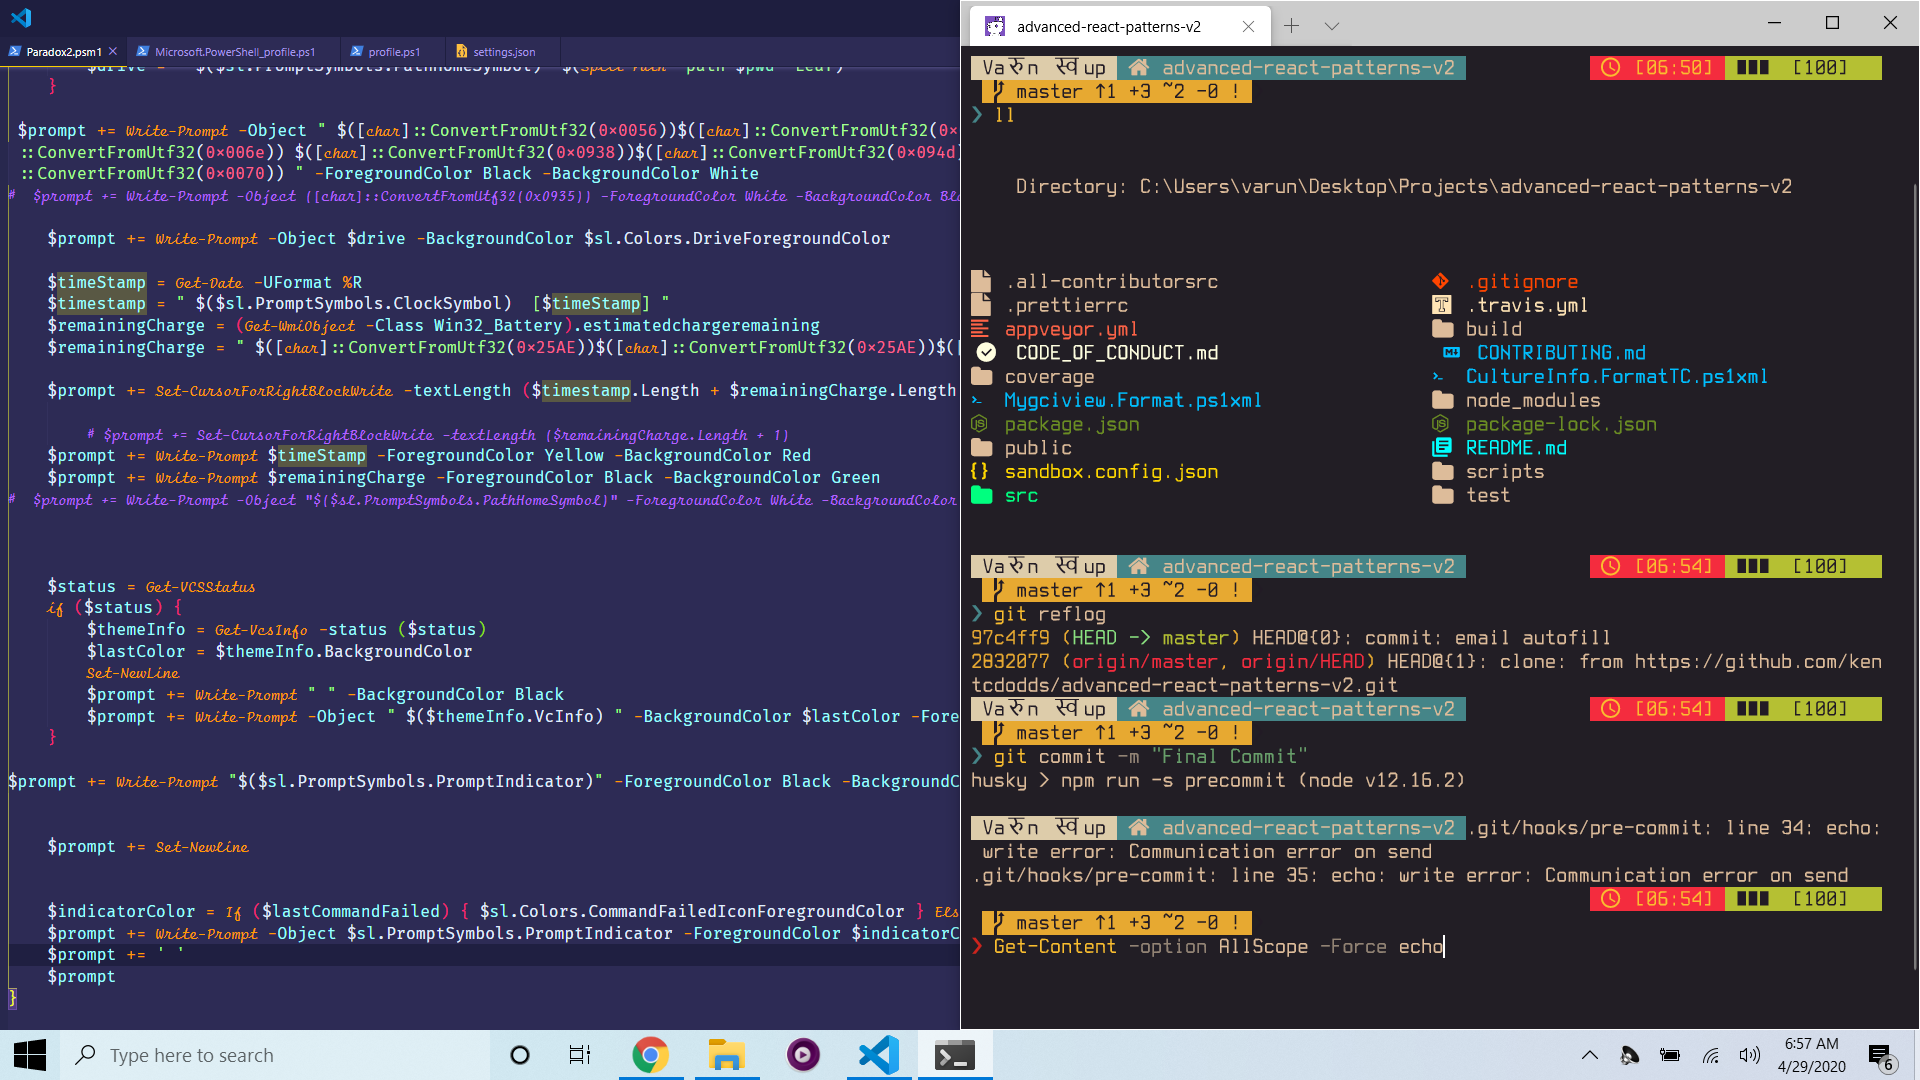 Paradox2.psm1
Microsoft.PowerShell_profile.ps1
profile.ps1
settings.json
$drive = "$($sl.PromptSymbols.PathHomeSymbol) $(Split-Path -path $pwd -Leaf)
}
$prompt += Write-Prompt -Object " $([char]::ConvertFromUtf32(0x0056))$([char]::ConvertFromUtf32(0x
::ConvertFromUtf32(0x006e)) $([char]::ConvertFromUtf32(0x0938))$([char]::ConvertFromUtf32(0x094d)
::ConvertFromUtf32(0x0070)) " -ForegroundColor Black -BackgroundColor White
# $prompt += Write-Prompt -Object ([char]::ConvertFromUtf32(0x0935)) -ForegroundColor White -BackgroundColor Bl
$prompt += Write-Prompt -Object $drive -BackgroundColor $sl.Colors.DriveForegroundColor
$timeStamp = Get-Date -UFormat %R
$timestamp = " $($sl.PromptSymbols.ClockSymbol) [$timeStamp] "
$remainingCharge = (Get-WmiObject -Class Win32_Battery).estimatedchargeremaining
$remainingCharge = " $([char]::ConvertFromUtf32(0x25AE))$([char]::ConvertFromUtf32(0x25AE))$([
$prompt += Set-CursorForRightBlockWrite -textLength ($timestamp.Length + $remainingCharge.Length
# $prompt += Set-CursorForRightBlockWrite -textLength ($remainingCharge.Length + 1)
$prompt += Write-Prompt $timeStamp -ForegroundColor Yellow -BackgroundColor Red
$prompt += Write-Prompt $remainingCharge -ForegroundColor Black -BackgroundColor Green
# $prompt += Write-Prompt -Object "$($sl.PromptSymbols.PathHomeSymbol)" -ForegroundColor White -BackgroundColor
$status = Get-VCSStatus
if ($status) {
$themeInfo = Get-VcsInfo -status ($status)
$lastColor = $themeInfo.BackgroundColor
Set-NewLine
$prompt += Write-Prompt " " -BackgroundColor Black
$prompt += Write-Prompt -Object " $($themeInfo.VcInfo) " -BackgroundColor $lastColor -Fore
}
$prompt += Write-Prompt "$($sl.PromptSymbols.PromptIndicator)" -ForegroundColor Black -BackgroundC
$prompt += Set-Newline
$indicatorColor = If ($lastCommandFailed) { $sl.Colors.CommandFailedIconForegroundColor } Els
$prompt += Write-Prompt -Object $sl.PromptSymbols.PromptIndicator -ForegroundColor $indicatorC
$prompt += ' '
$prompt
}
advanced-react-patterns-v2
Vaरुn स्वup advanced-react-patterns-v2 [06:50] [100]
master ↑1 +3 ~2 -0 !
❯ ll
Directory: C:\Users\varun\Desktop\Projects\advanced-react-patterns-v2
.all-contributorsrc .gitignore
.prettierrc .travis.yml
appveyor.yml build
CODE_OF_CONDUCT.md CONTRIBUTING.md
coverage CultureInfo.FormatTC.ps1xml
Mygciview.Format.ps1xml node_modules
package.json package-lock.json
public README.md
sandbox.config.json scripts
src test
Vaरुn स्वup advanced-react-patterns-v2 [06:54] [100]
master ↑1 +3 ~2 -0 !
❯ git reflog
97c4ff9 (HEAD -> master) HEAD@{0}: commit: email autofill
2832077 (origin/master, origin/HEAD) HEAD@{1}: clone: from https://github.com/ken
tcdodds/advanced-react-patterns-v2.git
Vaरुn स्वup advanced-react-patterns-v2 [06:54] [100]
master ↑1 +3 ~2 -0 !
❯ git commit -m "Final Commit"
husky > npm run -s precommit (node v12.16.2)
Vaरुn स्वup advanced-react-patterns-v2 .git/hooks/pre-commit: line 34: echo:
write error: Communication error on send
.git/hooks/pre-commit: line 35: echo: write error: Communication error on send
[06:54] [100]
master ↑1 +3 ~2 -0 !
❯ Get-Content -option AllScope -Force echo
Type here to search
6:57 AM
4/29/2020
6